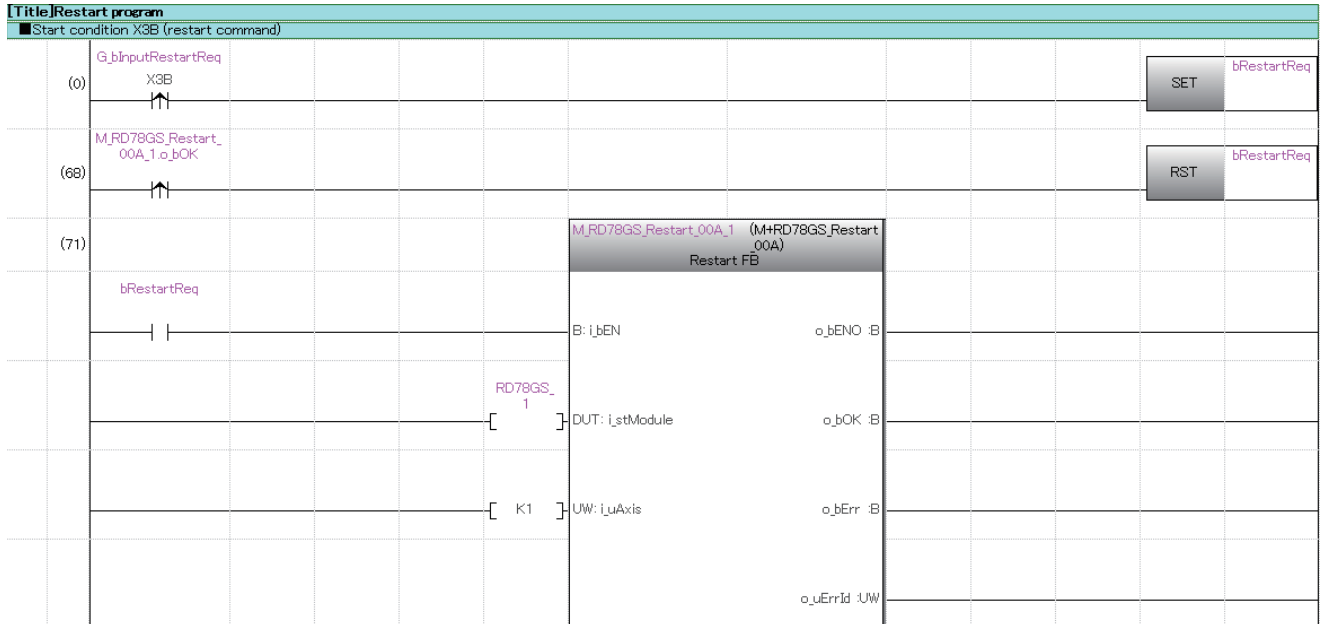 [Title]Restart program
■Start condition X3B (restart command)
G_bInputRestartReq
bRestartReq
(0)
X3B
SET
M_RD78GS_Restart_
00A_1.o_bOK
bRestartReq
(68)
RST
(71)
M_RD78GS_Restart_00A_1 (M+RD78GS_Restart
_00A)
Restart FB
bRestartReq
B: i_bEN
o_bENO :B
RD78GS_
1
DUT: i_stModule
o_bOK :B
K1
UW: i_uAxis
o_bErr :B
o_uErrId :UW